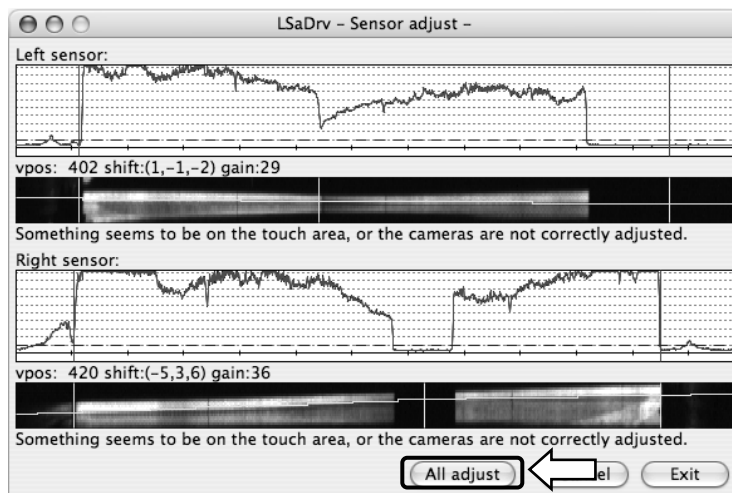 LSaDrv – Sensor adjust –
Left sensor:
vpos: 402 shift:(1,-1,-2) gain:29
Something seems to be on the touch area, or the cameras are not correctly adjusted.
Right sensor:
vpos: 420 shift:(-5,3,6) gain:36
Something seems to be on the touch area, or the cameras are not correctly adjusted.
All adjust
Exit